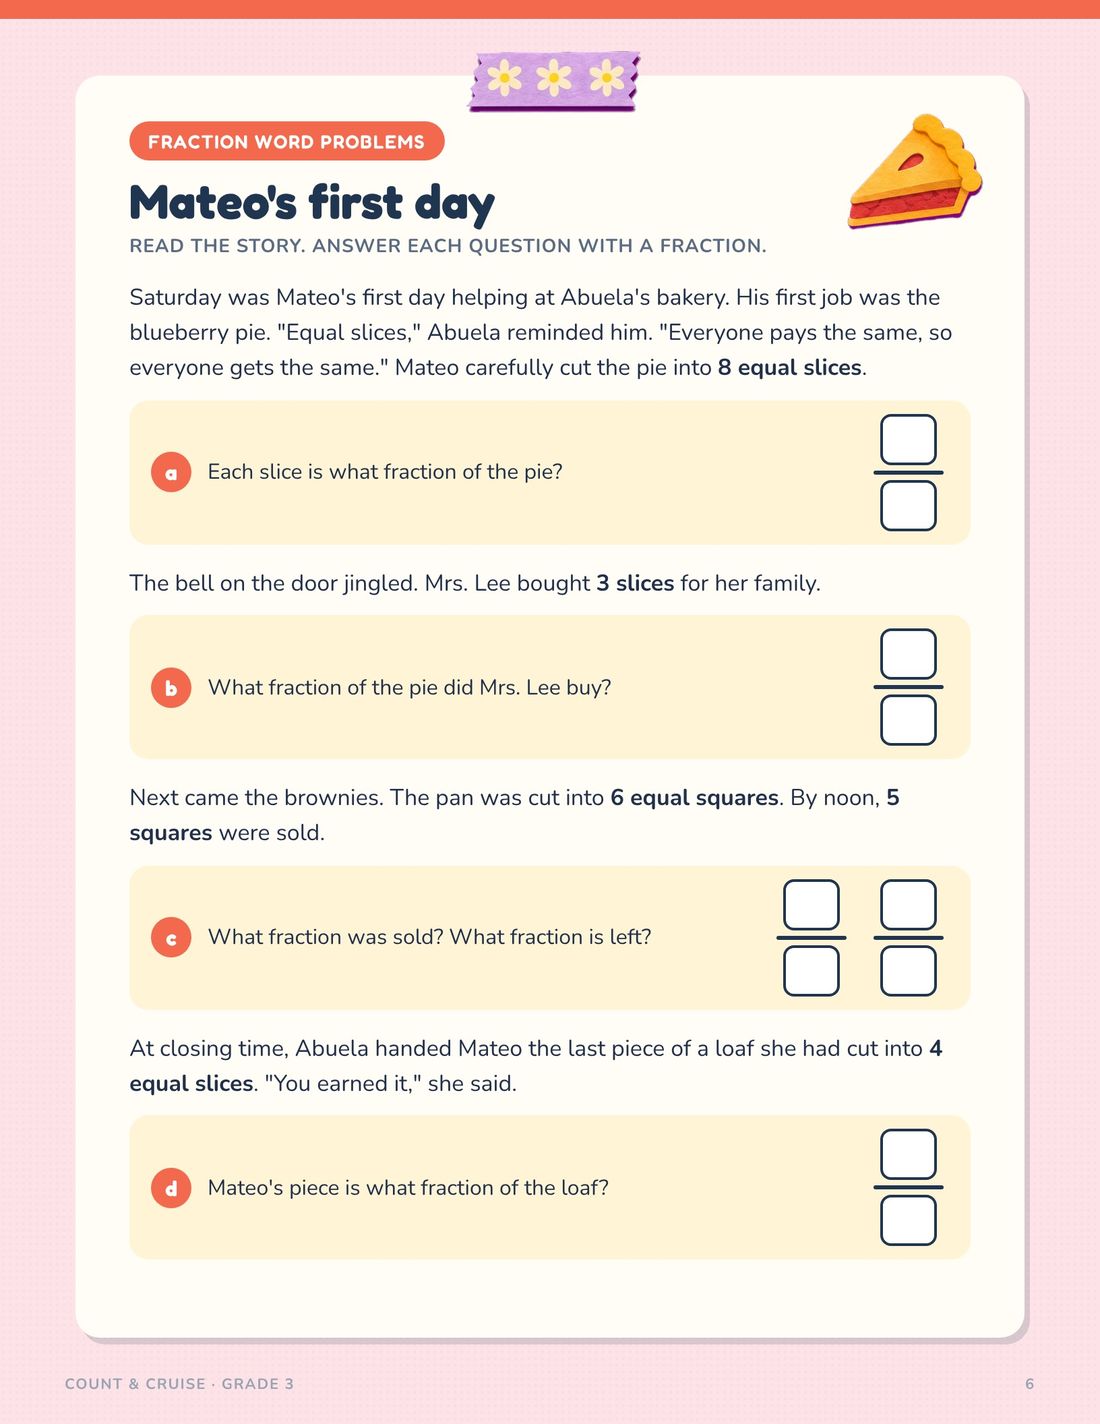 FRACTION WORD PROBLEMS
Mateo's first day
READ THE STORY. ANSWER EACH QUESTION WITH A FRACTION.
Saturday was Mateo's first day helping at Abuela's bakery. His first job was the
blueberry pie. "Equal slices," Abuela reminded him. "Everyone pays the same, so
everyone gets the same." Mateo carefully cut the pie into 8 equal slices.
a Each slice is what fraction of the pie?
The bell on the door jingled. Mrs. Lee bought 3 slices for her family.
b What fraction of the pie did Mrs. Lee buy?
Next came the brownies. The pan was cut into 6 equal squares. By noon, 5
squares were sold.
c What fraction was sold? What fraction is left?
At closing time, Abuela handed Mateo the last piece of a loaf she had cut into 4
equal slices. "You earned it," she said.
d Mateo's piece is what fraction of the loaf?
COUNT & CRUISE · GRADE 3
6